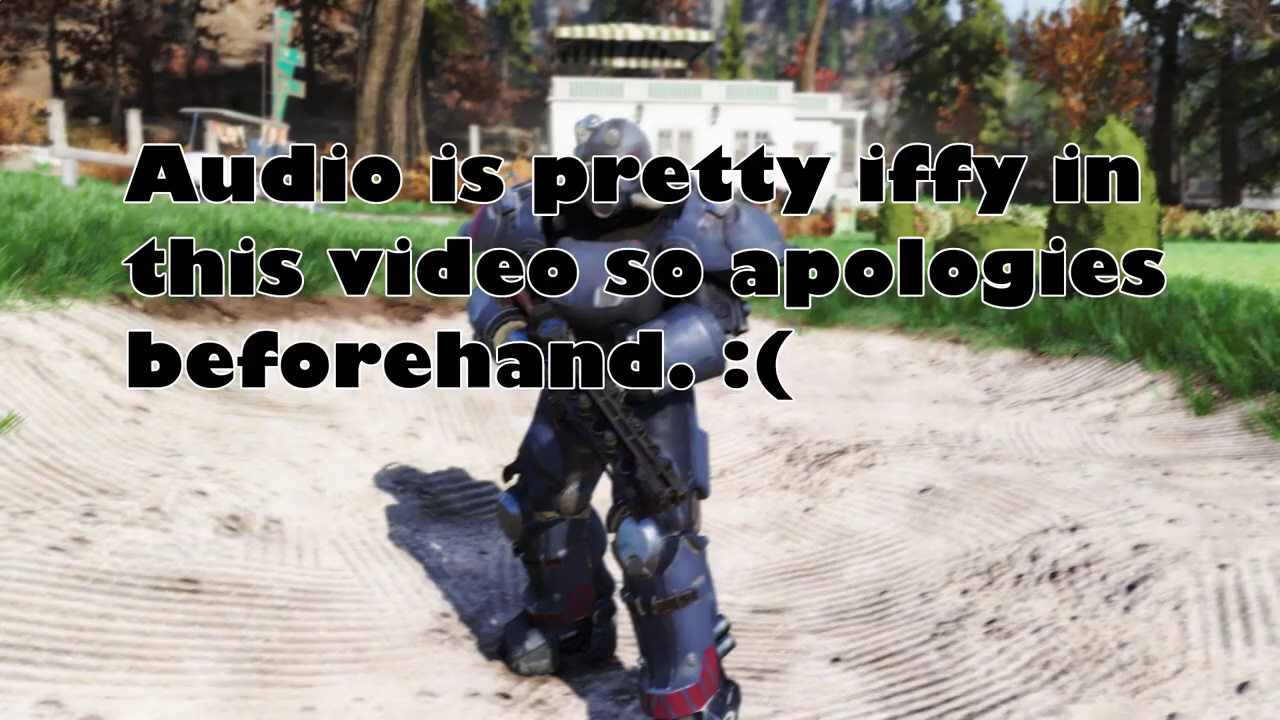 Audio is pretty iffy in
this video so apologies
beforehand. :(